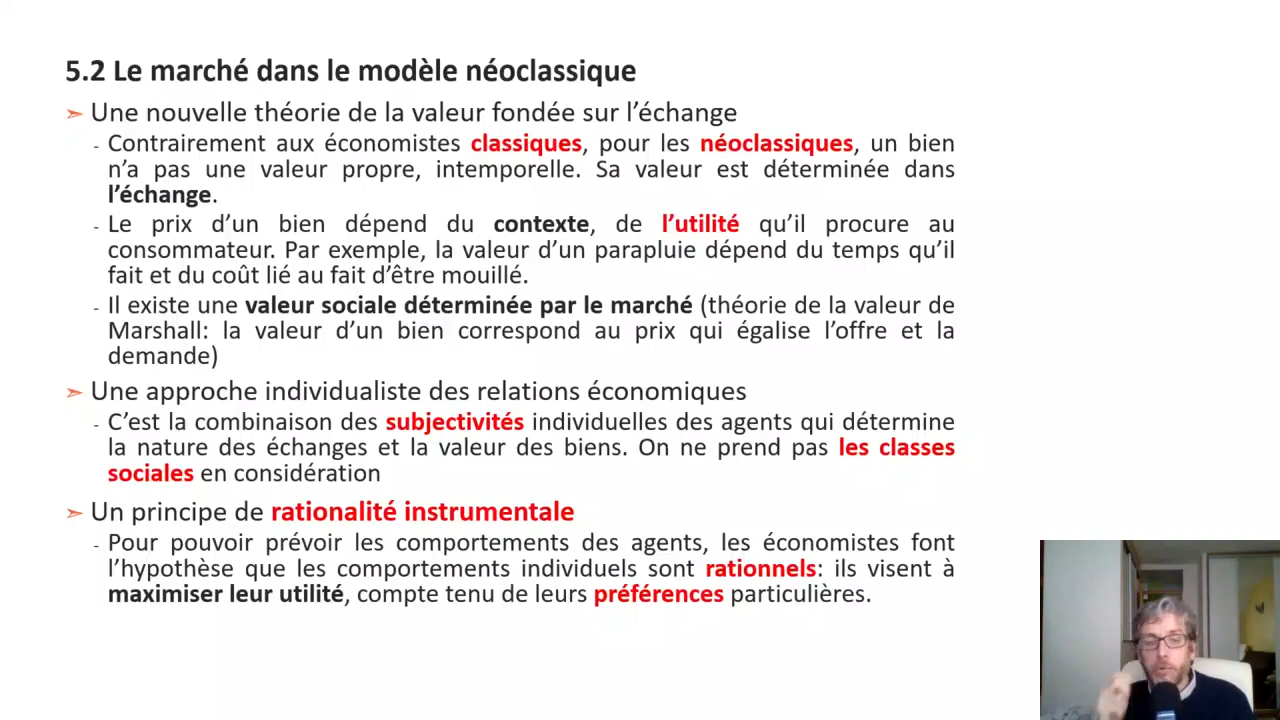 5.2 Le marché dans le modèle néoclassique
➢ Une nouvelle théorie de la valeur fondée sur l’échange
- Contrairement aux économistes classiques, pour les néoclassiques, un bien
n’a pas une valeur propre, intemporelle. Sa valeur est déterminée dans
l’échange.
- Le prix d’un bien dépend du contexte, de l’utilité qu’il procure au
consommateur. Par exemple, la valeur d’un parapluie dépend du temps qu’il
fait et du coût lié au fait d’être mouillé.
- Il existe une valeur sociale déterminée par le marché (théorie de la valeur de
Marshall: la valeur d’un bien correspond au prix qui égalise l’offre et la
demande)
➢ Une approche individualiste des relations économiques
- C’est la combinaison des subjectivités individuelles des agents qui détermine
la nature des échanges et la valeur des biens. On ne prend pas les classes
sociales en considération
➢ Un principe de rationalité instrumentale
- Pour pouvoir prévoir les comportements des agents, les économistes font
l’hypothèse que les comportements individuels sont rationnels: ils visent à
maximiser leur utilité, compte tenu de leurs préférences particulières.